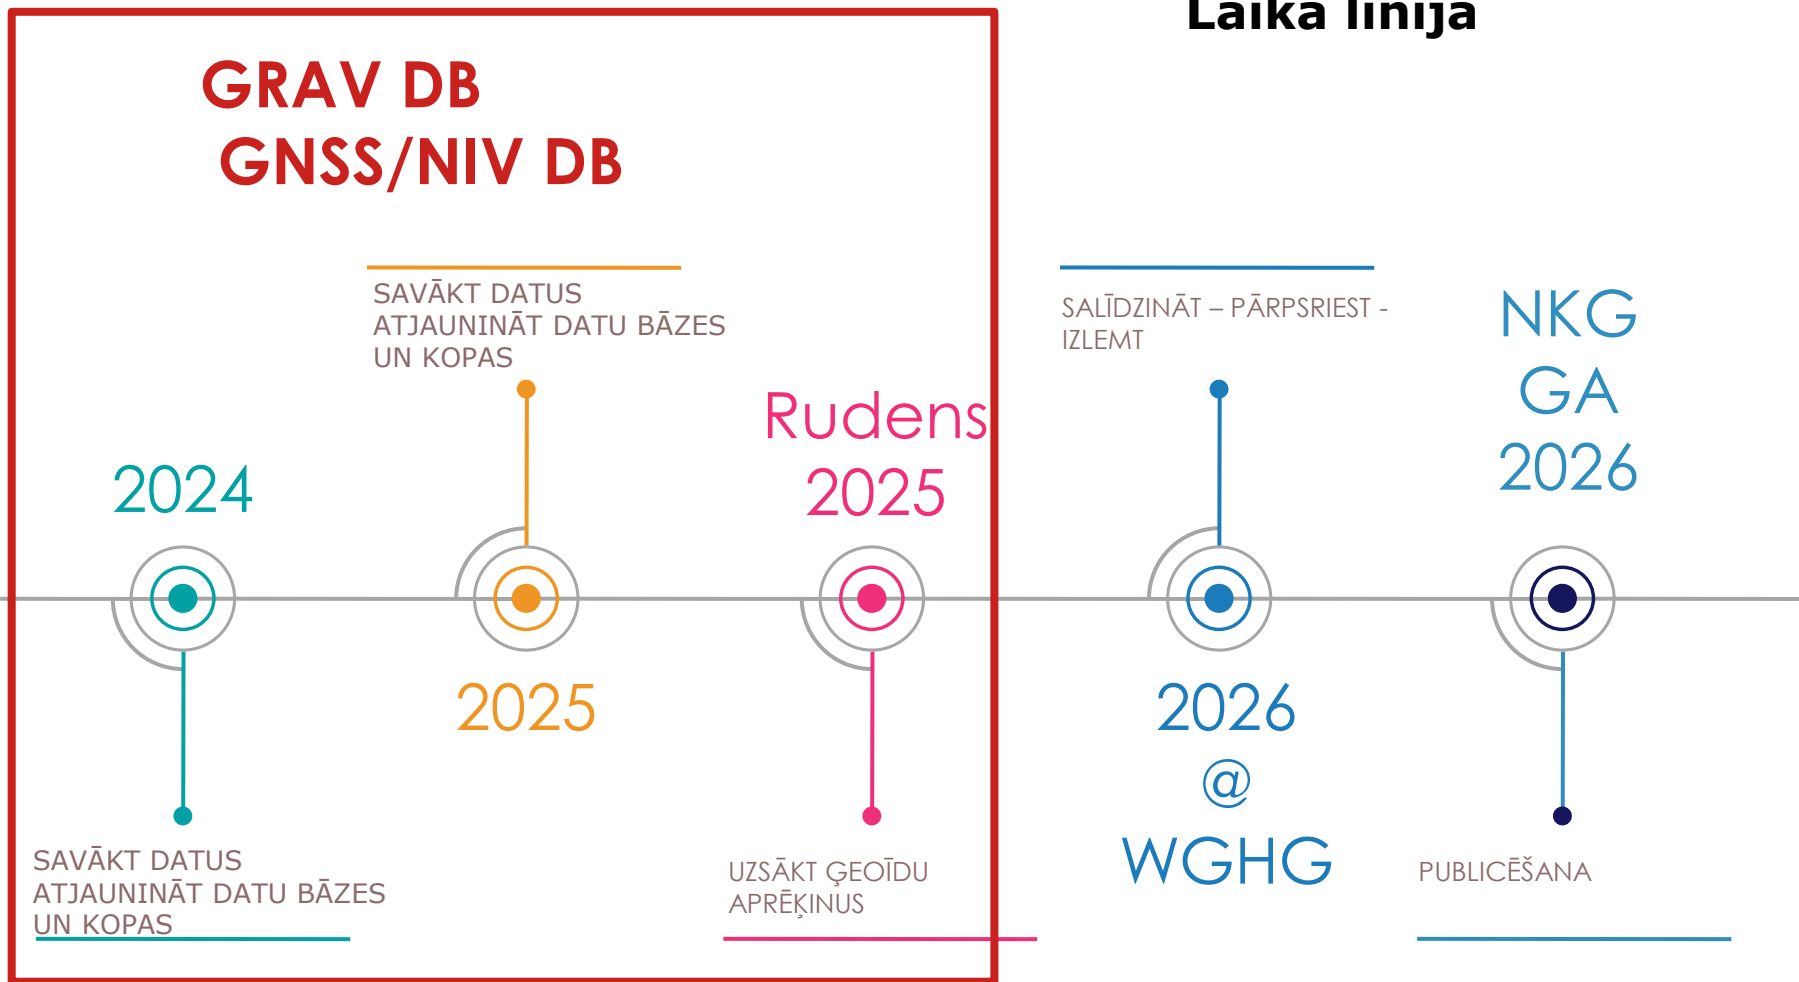 Laika līnija
GRAV DB
GNSS/NIV DB
2024
SAVĀKT DATUS
ATJAUNINĀT DATU BĀZES
UN KOPAS
SAVĀKT DATUS
ATJAUNINĀT DATU BĀZES
UN KOPAS
2025
Rudens
2025
UZSĀKT ĢEOĪDU
APRĒĶINUS
SALĪDZINĀT – PĀRPSRIEST -
IZLEMT
2026
@
WGHG
NKG
GA
2026
PUBLICĒŠANA